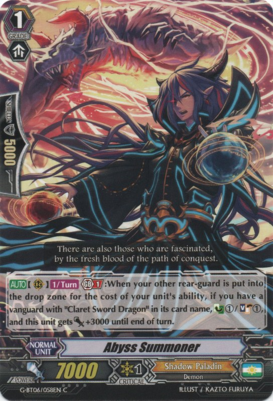 1
GRADE
5000
There are also those who are fascinated,
by the fresh blood of the path of conquest.
AUTO 1/Turn 1 :When your other rear-guard is put into
the drop zone for the cost of your unit's ability, if you have a
vanguard with "Claret Sword Dragon" in its card name, 1,
and this unit gets +3000 until end of turn.
NORMAL
UNIT
Abyss Summoner
7000
1
CRITICAL
Shadow Paladin
Demon
G-BT06/051EN C
ILLUST / KAZTO FURUYA